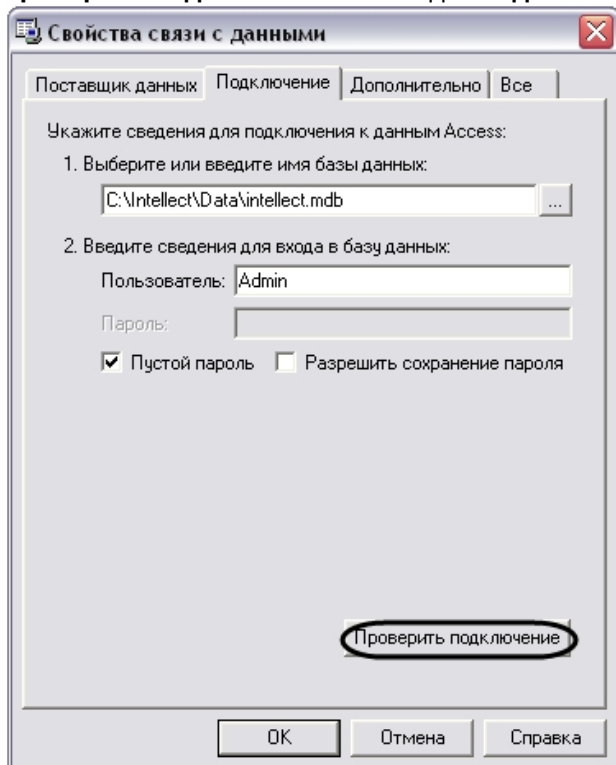 Свойства связи с данными
Поставщик данных Подключение Дополнительно Все
Укажите сведения для подключения к данным Access:
1. Выберите или введите имя базы данных:
C:\Intellect\Data\intellect.mdb ...
2. Введите сведения для входа в базу данных:
Пользователь: Admin
Пароль:
Пустой пароль Разрешить сохранение пароля
Проверить подключение
OK Отмена Справка